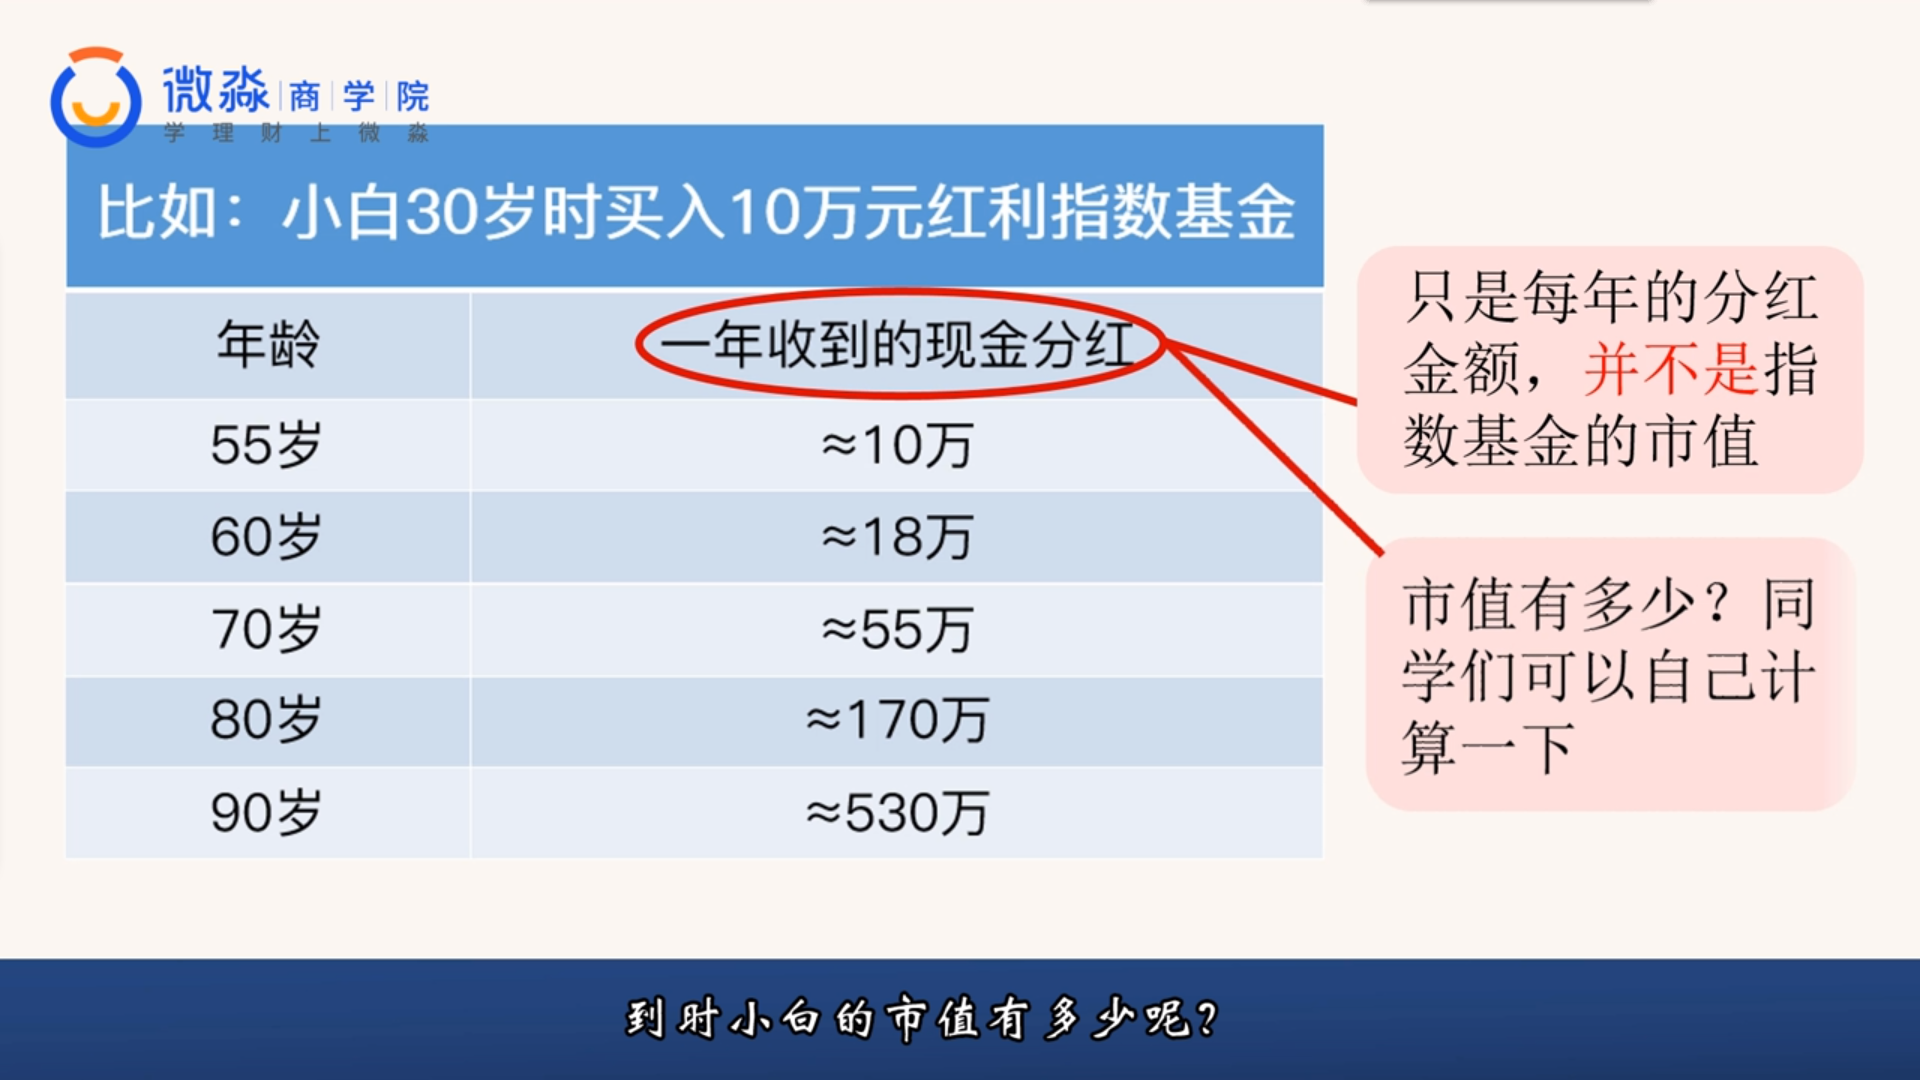 微淼商学院
学理财上微淼
比如：小白30岁时买入10万元红利指数基金
年龄 一年收到的现金分红
55岁 ≈10万
60岁 ≈18万
70岁 ≈55万
80岁 ≈170万
90岁 ≈530万
只是每年的分红
金额，并不是指
数基金的市值
市值有多少？同
学们可以自己计
算一下
到时小白的市值有多少呢?